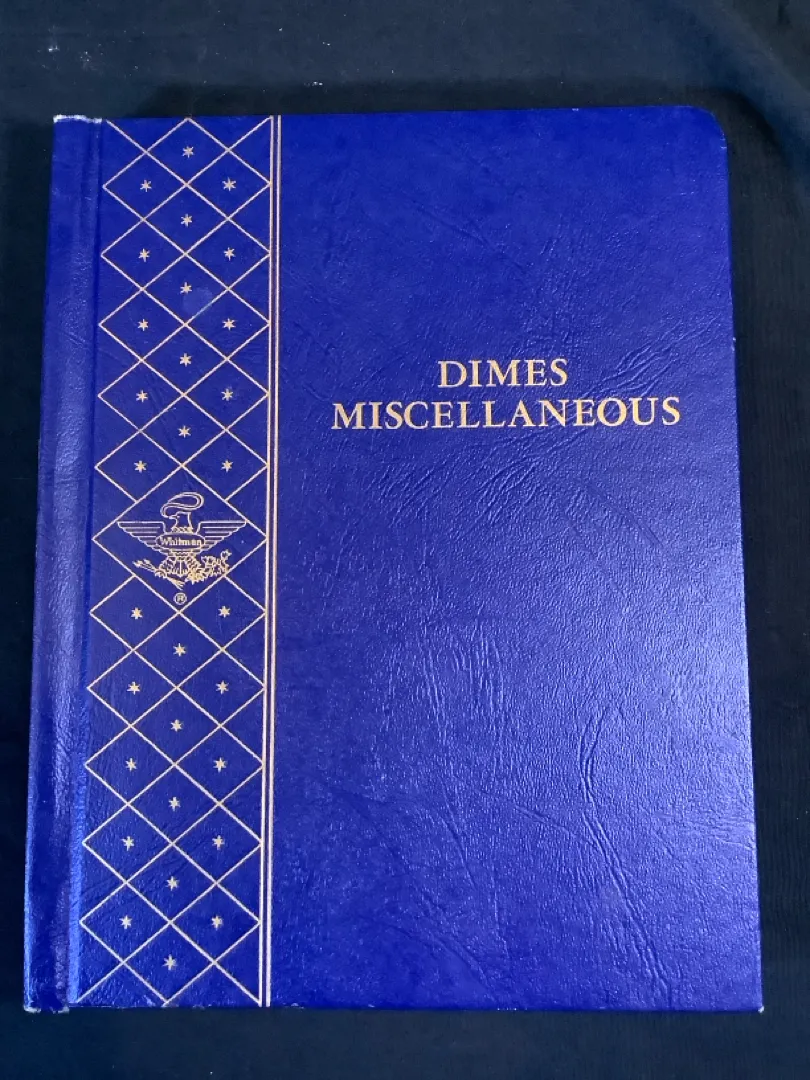 DIMES
MISCELLANEOUS
Whitman
®